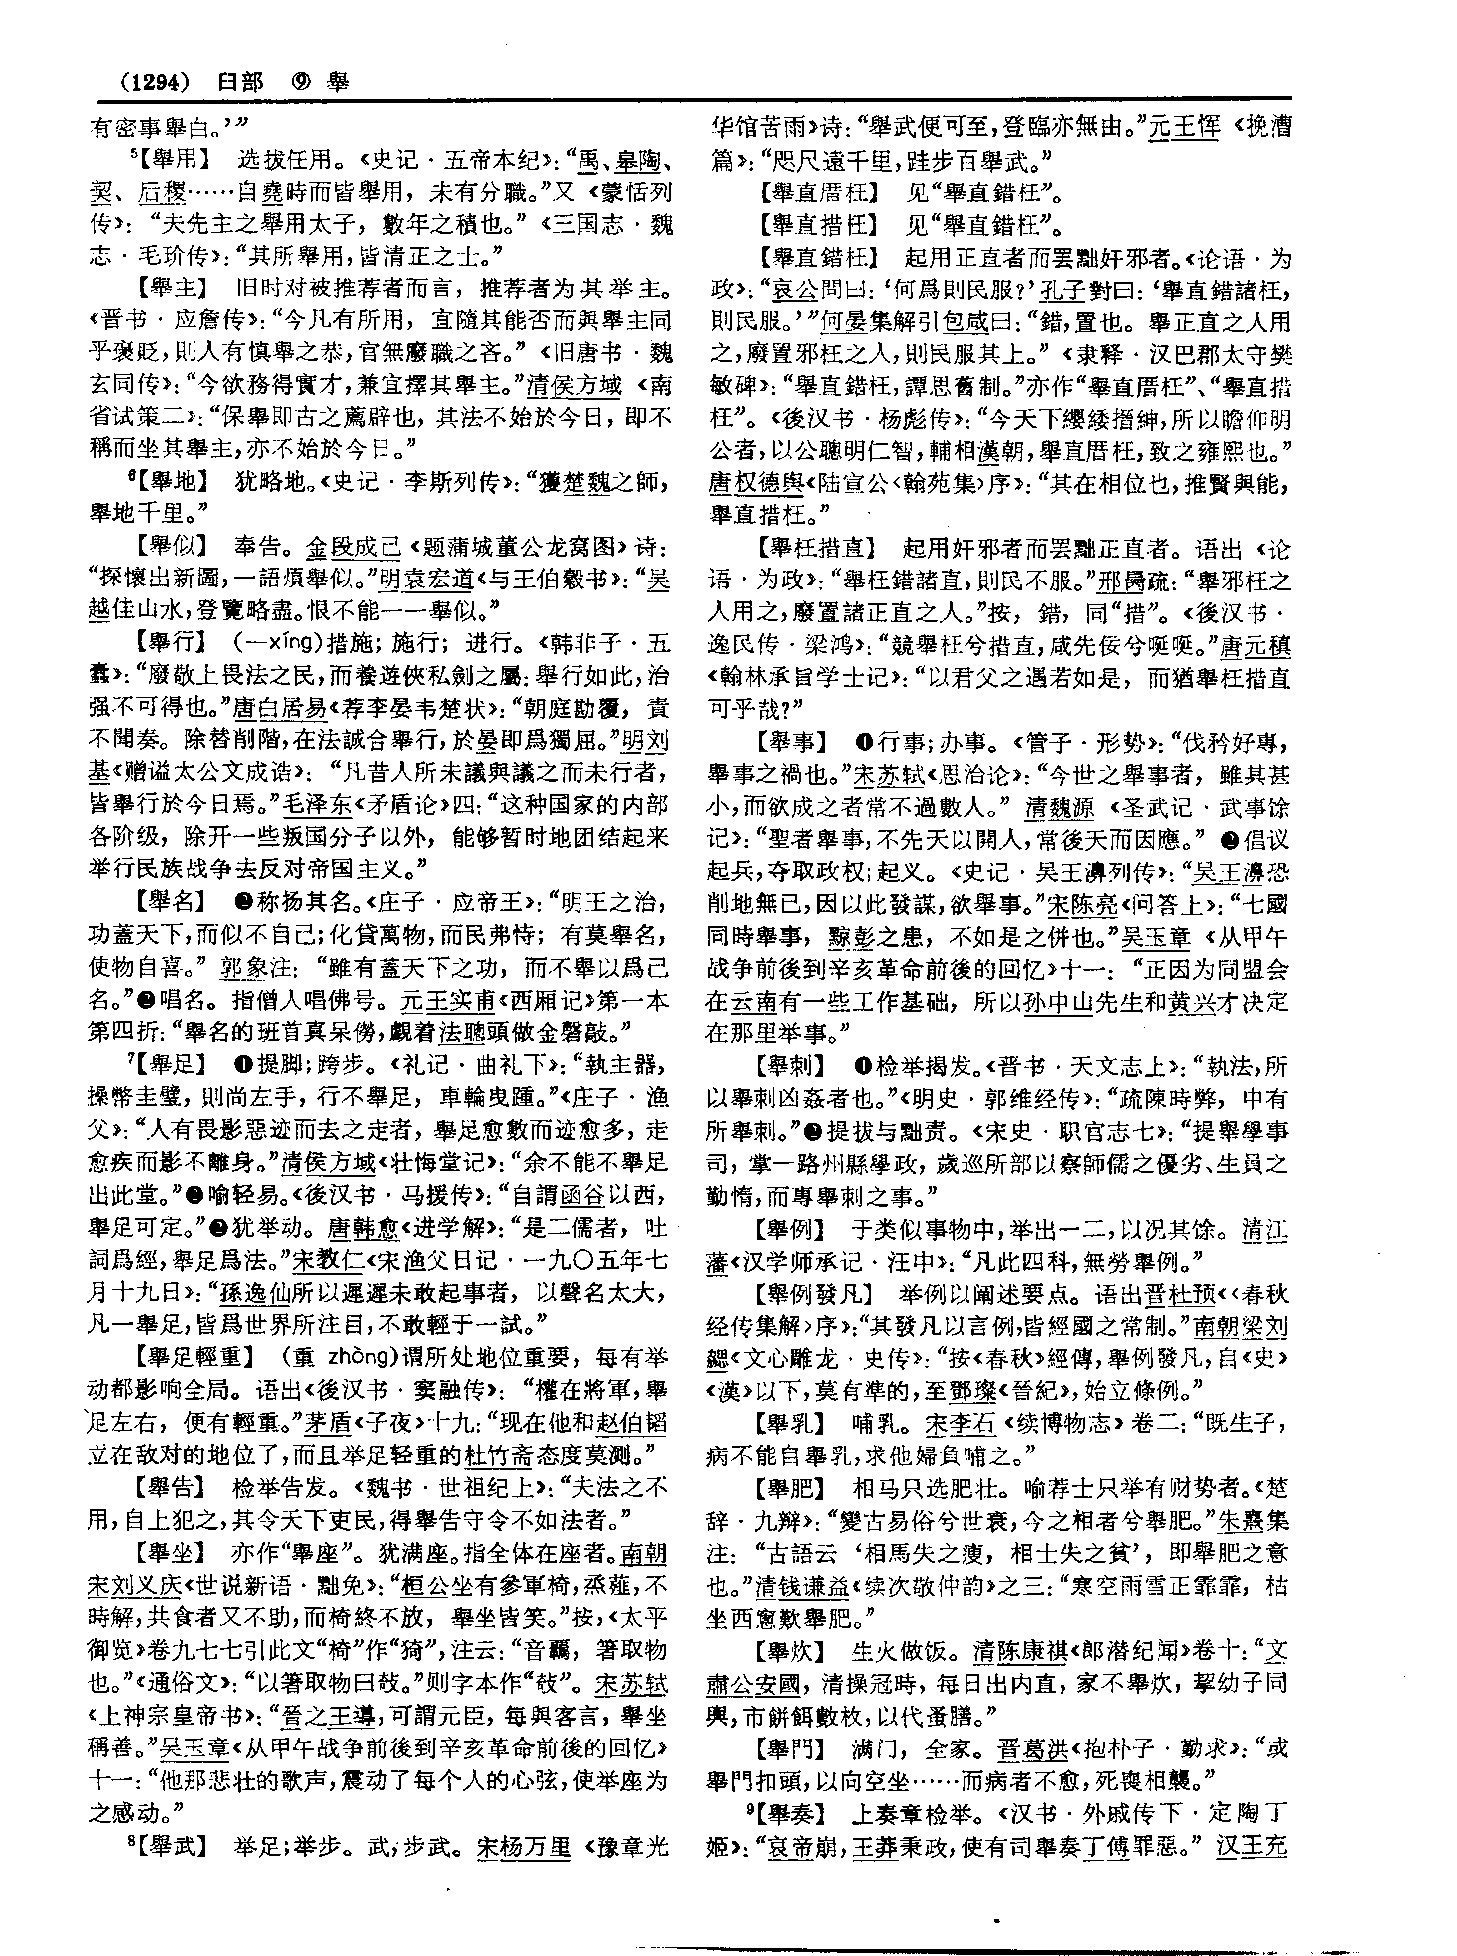 (1294) 臼部 ⑨ 舉
有密事舉白。’”
⁵【舉用】 选拔任用。《史记·五帝本纪》：“禹、皋陶、
契、后稷……自堯時而皆舉用，未有分職。”又《蒙恬列
传》：“夫先主之舉用太子，數年之積也。”《三国志·魏
志·毛玠传》：“其所舉用，皆清正之士。”
【舉主】 旧时对被推荐者而言，推荐者为其举主。
《晋书·应詹传》：“今凡有所用，宜隨其能否而與舉主同
乎褒貶，則人有慎舉之恭，官無廢職之吝。”《旧唐书·魏
玄同传》：“今欲務得實才，兼宜擇其舉主。”清侯方域《南
省试策二》：“保舉即古之薦辟也，其法不始於今日，即不
稱而坐其舉主，亦不始於今日。”
⁶【舉地】 犹略地。《史记·李斯列传》：“獲楚魏之師，
舉地千里。”
【舉似】 奉告。金段成己《题蒲城董公龙窝图》诗：
“探懷出新圖，一語煩舉似。”明袁宏道《与王伯穀书》：“吴
越佳山水，登覽略盡。恨不能一一舉似。”
【舉行】 (—xíng)措施；施行；进行。《韩非子·五
蠹》：“廢敬上畏法之民，而養遊俠私劍之屬：舉行如此，治
强不可得也。”唐白居易《荐李晏韦楚状》：“朝庭勘覆，責
不聞奏。除替削階，在法誠合舉行，於晏即爲獨屈。”明刘
基《赠谥太公文成诰》：“凡昔人所未議與議之而未行者，
皆舉行於今日焉。”毛泽东《矛盾论》四：“这种国家的内部
各阶级，除开一些叛国分子以外，能够暂时地团结起来
举行民族战争去反对帝国主义。”
【舉名】 ❶称扬其名。《庄子·应帝王》：“明王之治，
功蓋天下，而似不自己；化貸萬物，而民弗恃；有莫舉名，
使物自喜。”郭象注：“雖有蓋天下之功，而不舉以爲己
名。”❷唱名。指僧人唱佛号。元王实甫《西厢记》第一本
第四折：“舉名的班首真呆僗，覷着法聰頭做金磬敲。”
⁷【舉足】 ❶提脚；跨步。《礼记·曲礼下》：“執主器，
操幣圭璧，則尚左手，行不舉足，車輪曳踵。”《庄子·渔
父》：“人有畏影惡迹而去之走者，舉足愈數而迹愈多，走
愈疾而影不離身。”清侯方域《壮悔堂记》：“余不能不舉足
出此堂。”❷喻轻易。《後汉书·马援传》：“自謂函谷以西，
舉足可定。”❸犹举动。唐韩愈《进学解》：“是二儒者，吐
詞爲經，舉足爲法。”宋教仁《宋渔父日记·一九〇五年七
月十九日》：“孫逸仙所以遲遲未敢起事者，以聲名太大，
凡一舉足，皆爲世界所注目，不敢輕于一試。”
【舉足輕重】 (重 zhòng)谓所处地位重要，每有举
动都影响全局。语出《後汉书·窦融传》：“權在將軍，舉
足左右，便有輕重。”茅盾《子夜》十九：“现在他和赵伯韬
立在敌对的地位了，而且举足轻重的杜竹斋态度莫测。”
【舉告】 检举告发。《魏书·世祖纪上》：“夫法之不
用，自上犯之，其令天下吏民，得舉告守令不如法者。”
【舉坐】 亦作“舉座”。犹满座。指全体在座者。南朝
宋刘义庆《世说新语·黜免》：“桓公坐有參軍椅，烝薤，不
時解，共食者又不助，而椅終不放，舉坐皆笑。”按，《太平
御览》卷九七七引此文“椅”作“猗”，注云：“音羈，箸取物
也。”《通俗文》：“以箸取物曰攲。”则字本作“攲”。宋苏轼
《上神宗皇帝书》：“晉之王導，可謂元臣，每與客言，舉坐
稱善。”吴玉章《从甲午战争前後到辛亥革命前後的回忆》
十一：“他那悲壮的歌声，震动了每个人的心弦，使举座为
之感动。”
⁸【舉武】 举足；举步。武，步武。宋杨万里《豫章光
华馆苦雨》诗：“舉武便可至，登臨亦無由。”元王恽《挽漕
篇》：“咫尺遠千里，跬步百舉武。”
【舉直厝枉】 见“舉直錯枉”。
【舉直措枉】 见“舉直錯枉”。
【舉直錯枉】 起用正直者而罢黜奸邪者。《论语·为
政》：“哀公問曰：‘何爲則民服?’孔子對曰：‘舉直錯諸枉，
則民服。’”何晏集解引包咸曰：“錯，置也。舉正直之人用
之，廢置邪枉之人，則民服其上。”《隶释·汉巴郡太守樊
敏碑》：“舉直錯枉，譚思舊制。”亦作“舉直厝枉”、“舉直措
枉”。《後汉书·杨彪传》：“今天下纓緌搢紳，所以瞻仰明
公者，以公聰明仁智，輔相漢朝，舉直厝枉，致之雍熙也。”
唐权德舆《陆宣公〈翰苑集〉序》：“其在相位也，推賢與能，
舉直措枉。”
【舉枉措直】 起用奸邪者而罢黜正直者。语出《论
语·为政》：“舉枉錯諸直，則民不服。”邢昺疏：“舉邪枉之
人用之，廢置諸正直之人。”按，錯，同“措”。《後汉书·
逸民传·梁鸿》：“競舉枉兮措直，咸先佞兮唌唌。”唐元稹
《翰林承旨学士记》：“以君父之遇若如是，而猶舉枉措直
可乎哉?”
【舉事】 ❶行事；办事。《管子·形势》：“伐矜好專，
舉事之禍也。”宋苏轼《思治论》：“今世之舉事者，雖其甚
小，而欲成之者常不過數人。”清魏源《圣武记·武事馀
记》：“聖者舉事，不先天以開人，常後天而因應。”❷倡议
起兵，夺取政权；起义。《史记·吴王濞列传》：“吴王濞恐
削地無已，因以此發謀，欲舉事。”宋陈亮《问答上》：“七國
同時舉事，黥彭之患，不如是之併也。”吴玉章《从甲午
战争前後到辛亥革命前後的回忆》十一：“正因为同盟会
在云南有一些工作基础，所以孙中山先生和黄兴才决定
在那里举事。”
【舉刺】 ❶检举揭发。《晋书·天文志上》：“執法，所
以舉刺凶姦者也。”《明史·郭维经传》：“疏陳時弊，中有
所舉刺。”❷提拔与黜责。《宋史·职官志七》：“提舉學事
司，掌一路州縣學政，歲巡所部以察師儒之優劣、生員之
勤惰，而專舉刺之事。”
【舉例】 于类似事物中，举出一二，以况其馀。清江
藩《汉学师承记·汪中》：“凡此四科，無勞舉例。”
【舉例發凡】 举例以阐述要点。语出晋杜预《〈春秋
经传集解〉序》：“其發凡以言例，皆經國之常制。”南朝梁刘
勰《文心雕龙·史传》：“按《春秋》經傳，舉例發凡，自《史》
《漢》以下，莫有準的，至鄧璨《晉紀》，始立條例。”
【舉乳】 哺乳。宋李石《续博物志》卷二：“既生子，
病不能自舉乳，求他婦負哺之。”
【舉肥】 相马只选肥壮。喻荐士只举有财势者。《楚
辞·九辩》：“變古易俗兮世衰，今之相者兮舉肥。”朱熹集
注：“古語云‘相馬失之瘦，相士失之貧’，即舉肥之意
也。”清钱谦益《续次敬仲韵》之三：“寒空雨雪正霏霏，枯
坐西窻歎舉肥。”
【舉炊】 生火做饭。清陈康祺《郎潜纪闻》卷十：“文
肅公安國，清操冠時，每日出内直，家不舉炊，挈幼子同
輿，市餅餌數枚，以代蚤膳。”
【舉門】 满门，全家。晋葛洪《抱朴子·勤求》：“或
舉門扣頭，以向空坐……而病者不愈，死喪相襲。”
⁹【舉奏】 上奏章检举。《汉书·外戚传下·定陶丁
姬》：“哀帝崩，王莽秉政，使有司舉奏丁傅罪惡。”汉王充